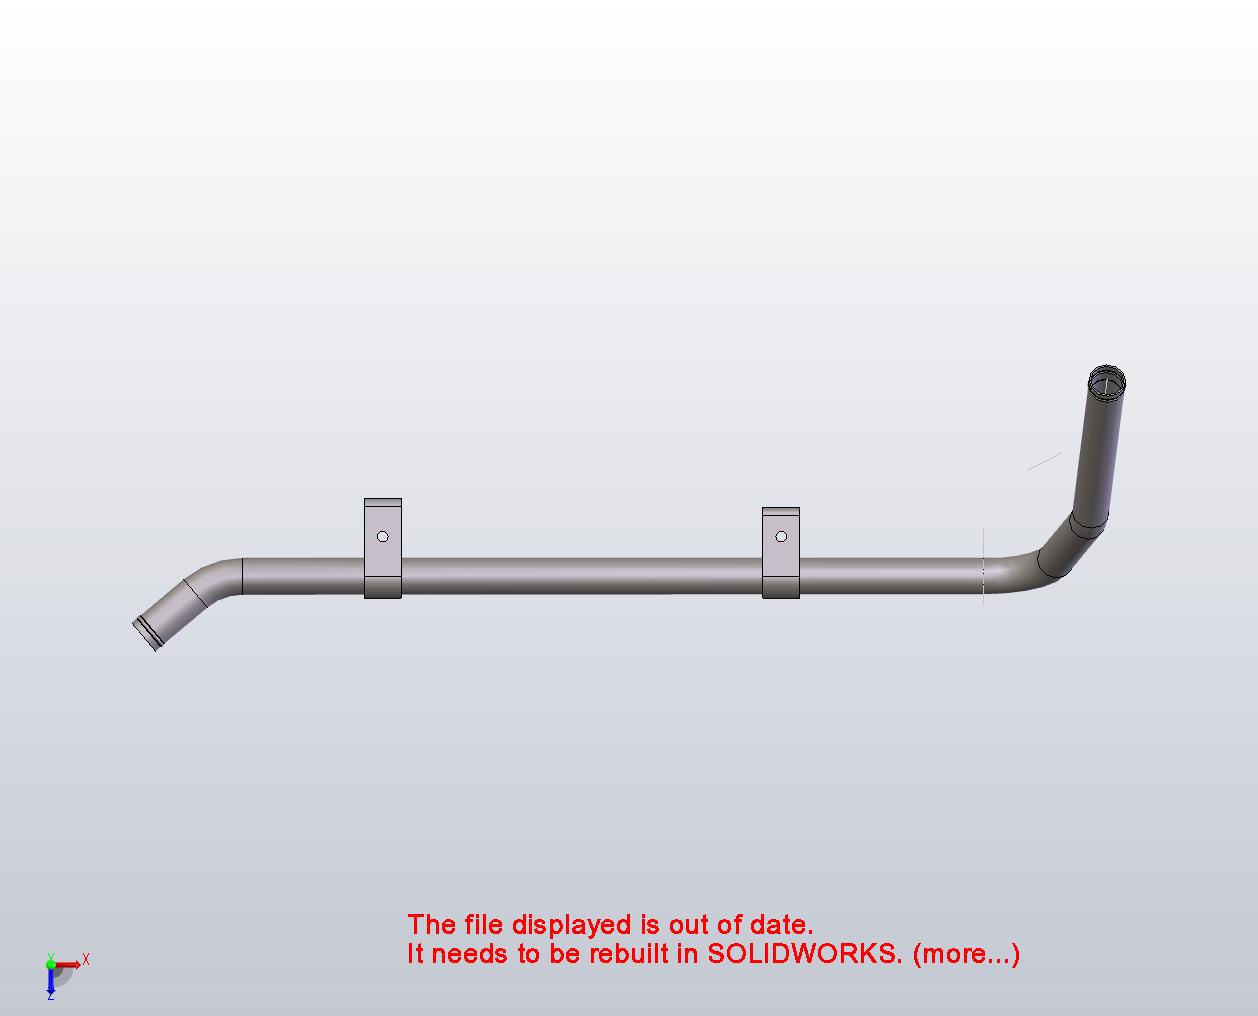 The file displayed is out of date.
It needs to be rebuilt in SOLIDWORKS. (more...)
Y
X
Z